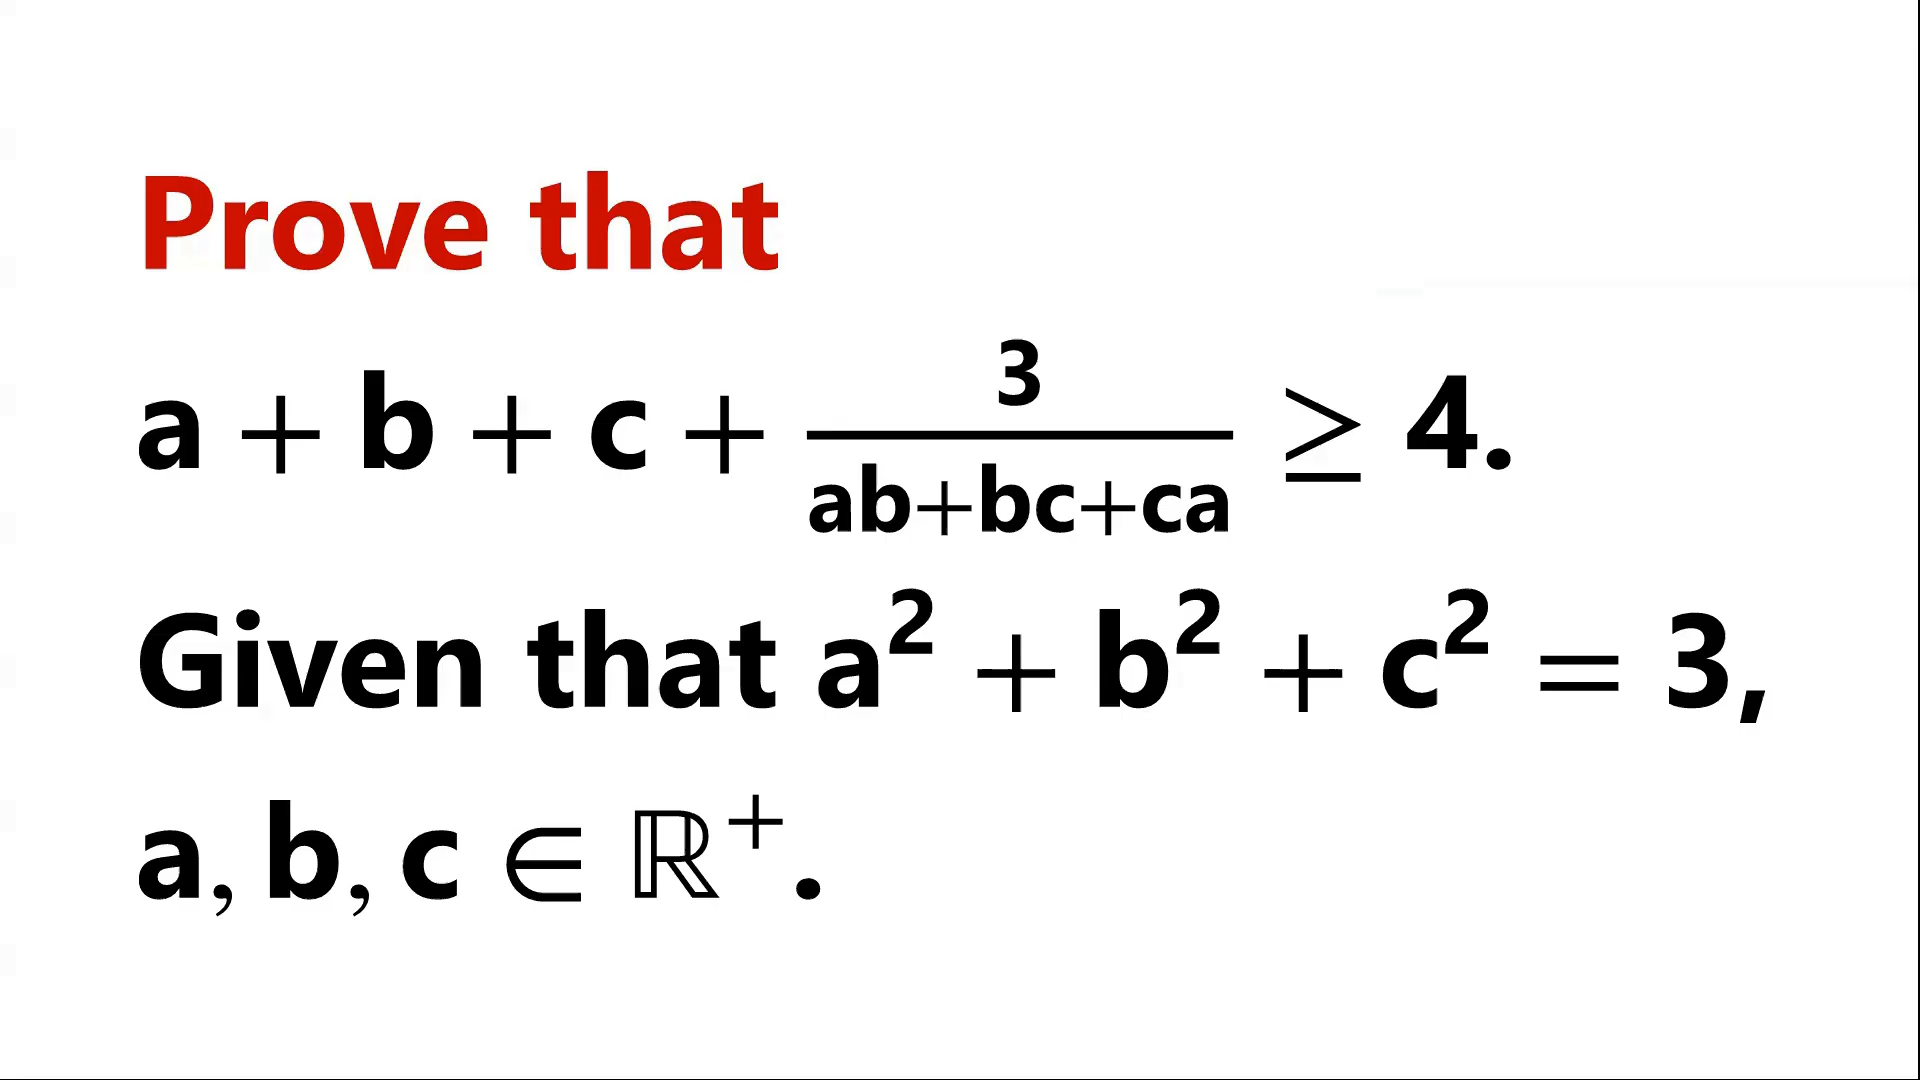 Prove that
a + b + c + 3/(ab+bc+ca) ≥ 4.
Given that a² + b² + c² = 3,
a, b, c ∈ ℝ⁺.